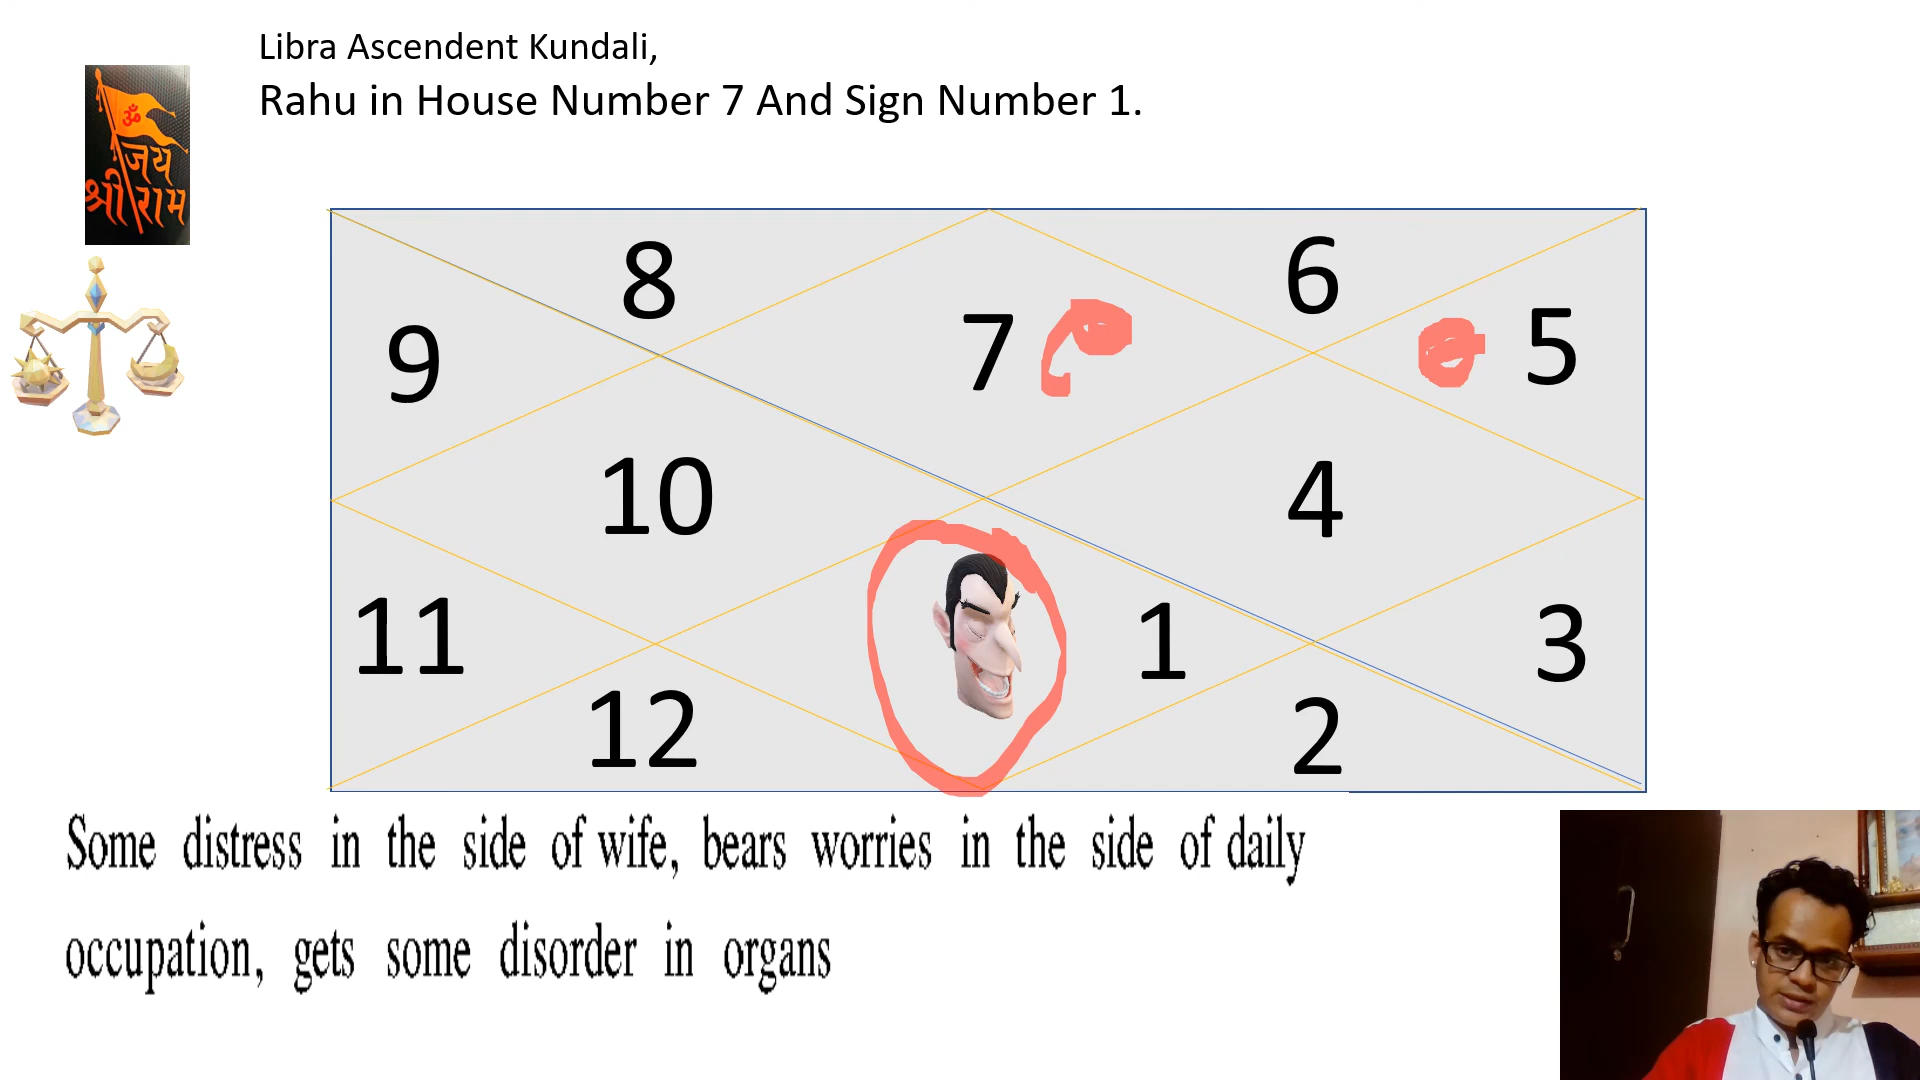 Libra Ascendent Kundali,
Rahu in House Number 7 And Sign Number 1.
ॐ
जय
श्री राम
8
6
9
7
5
10
4
11
1
3
12
2
Some distress in the side of wife, bears worries in the side of daily
occupation, gets some disorder in organs